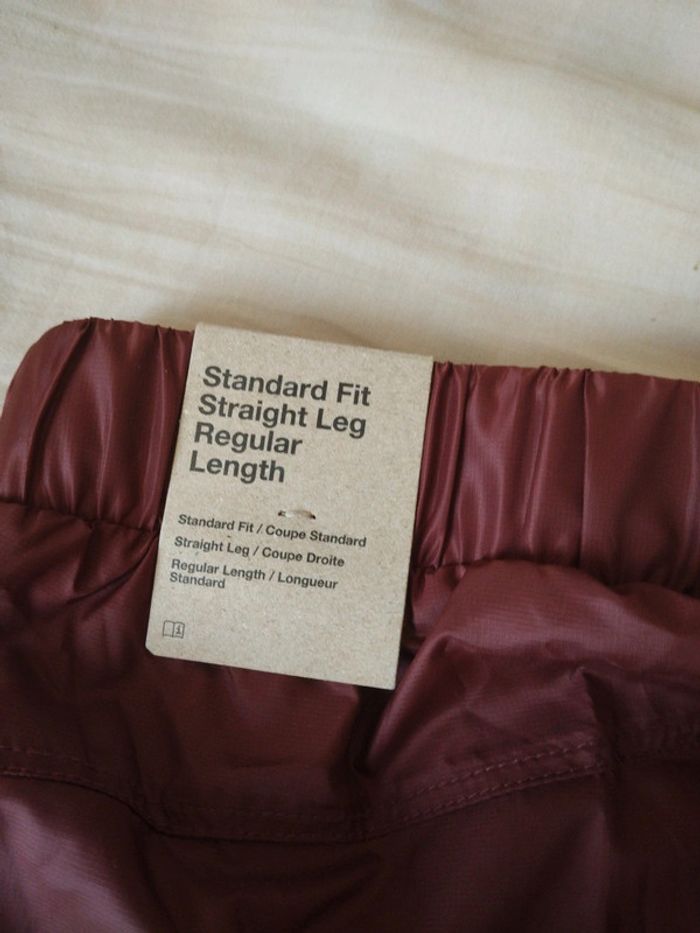 Standard Fit
Straight Leg
Regular
Length
Standard Fit / Coupe Standard
Straight Leg / Coupe Droite
Regular Length / Longueur
Standard